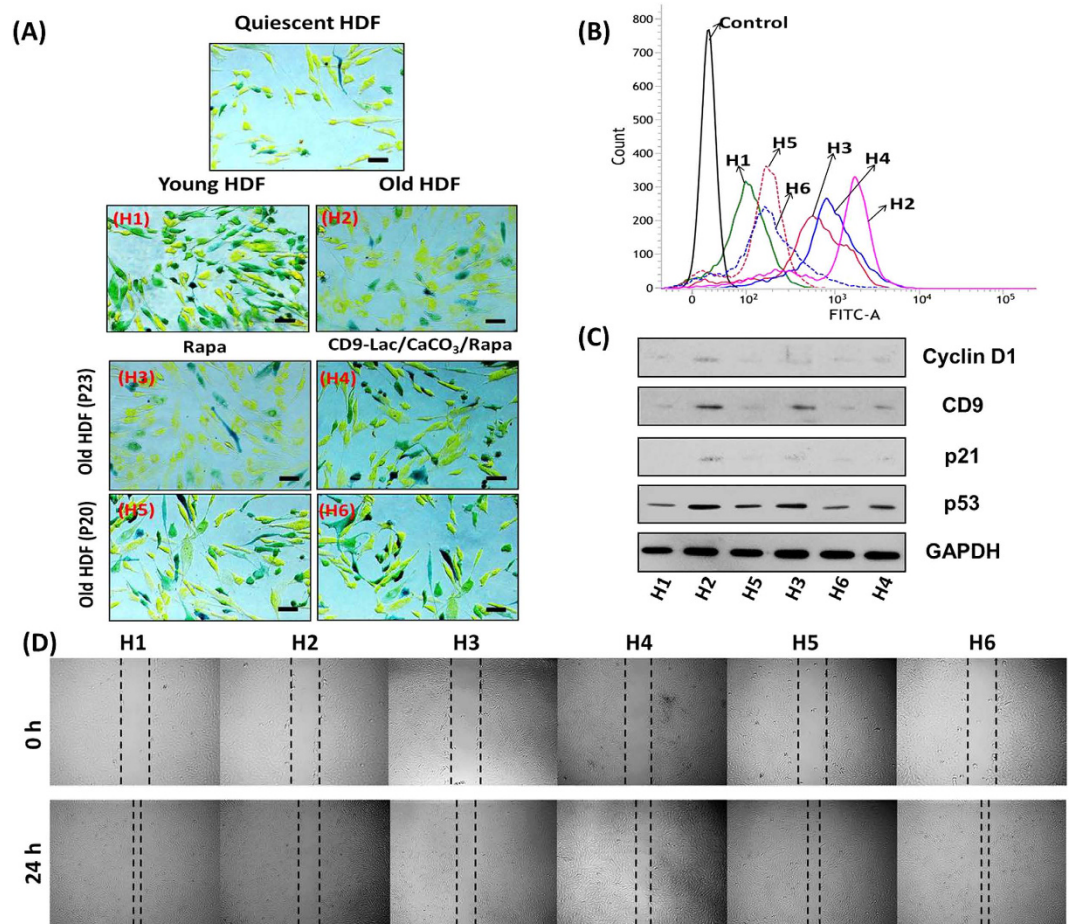 (A)
Quiescent HDF
Young HDF Old HDF
(H1) (H2)
Rapa CD9-Lac/CaCO₃/Rapa
Old HDF (P23)
(H3) (H4)
Old HDF (P20)
(H5) (H6)
(B)
Count
800
700
600
500
400
300
200
100
0
Control
H1
H5
H6
H3
H4
H2
0 10² 10³ 10⁴ 10⁵
FITC-A
(C)
Cyclin D1
CD9
p21
p53
GAPDH
H1 H2 H5 H3 H6 H4
(D)
H1 H2 H3 H4 H5 H6
0 h
24 h